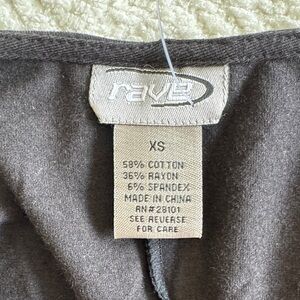 rave
XS
58% COTTON
36% RAYON
6% SPANDEX
MADE IN CHINA
RN#28101
SEE REVERSE
FOR CARE